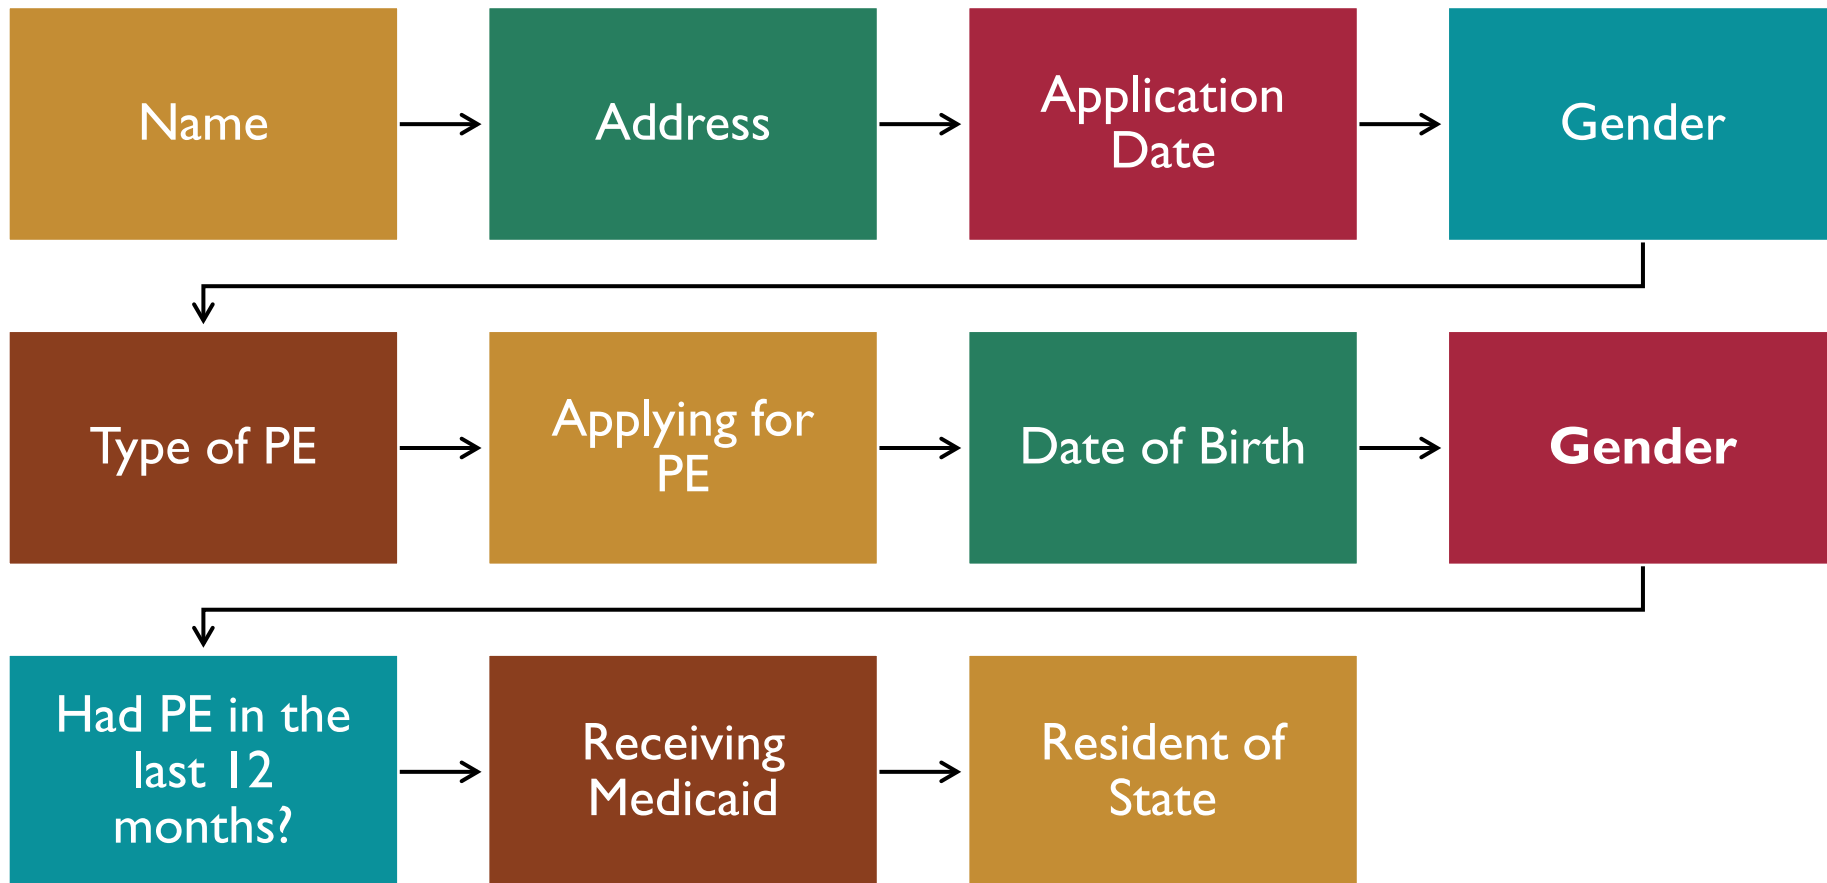 Name
Address
Application
Date
Gender
Type of PE
Applying for
PE
Date of Birth
Gender
Had PE in the
last 12
months?
Receiving
Medicaid
Resident of
State